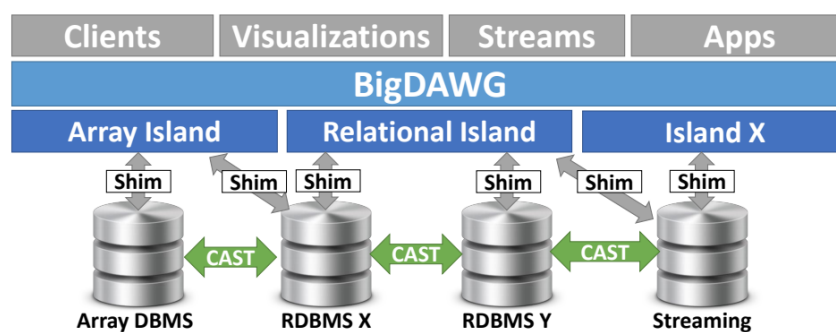 Clients Visualizations Streams Apps
BigDAWG
Array Island Relational Island Island X
Shim Shim Shim Shim Shim Shim
CAST CAST CAST
Array DBMS RDBMS X RDBMS Y Streaming